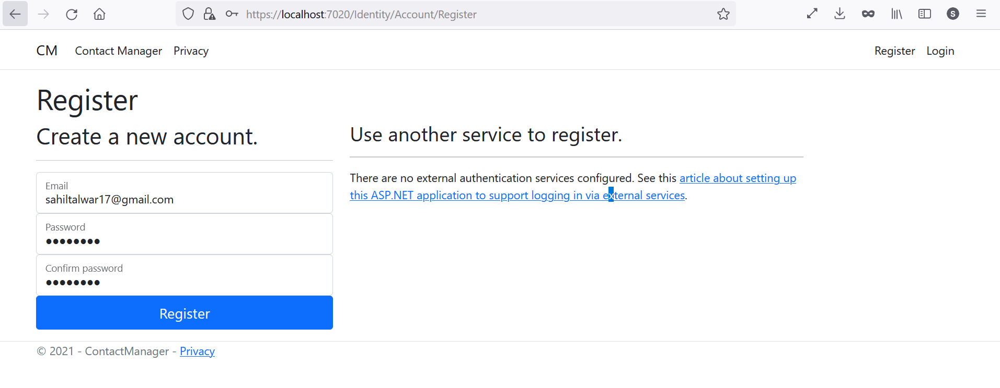 https://localhost:7020/Identity/Account/Register
S
CM Contact Manager Privacy Register Login
Register
Create a new account.
Email
sahiltalwar17@gmail.com
Password
●●●●●●●●
Confirm password
●●●●●●●●
Register
Use another service to register.
There are no external authentication services configured. See this article about setting up
this ASP.NET application to support logging in via external services.
© 2021 - ContactManager - Privacy